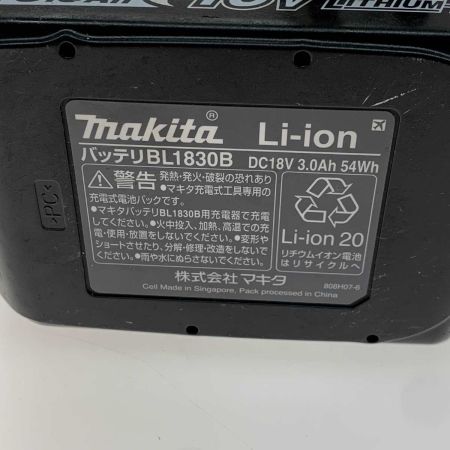 3.0Ah 18V LITHIUM-
makita® Li-ion
バッテリBL1830B DC18V 3.0Ah 54Wh
警告 発熱・発火・破裂の恐れあり
●マキタ充電式工具専用の
充電式電池パックです。
●マキタバッテリBL1830B用充電器で充電
してください。●火中投入、加熱、高温での充
電・使用・放置をしないでください。●変形や
ショートさせたり、分解・修理・改造をしないで
ください。●雨や水にぬらさないでください。
Li-ion 20
リチウムイオン電池
はリサイクルへ
株式会社マキタ
Cell Made in Singapore, Pack processed in China
808H07-6
>PC<